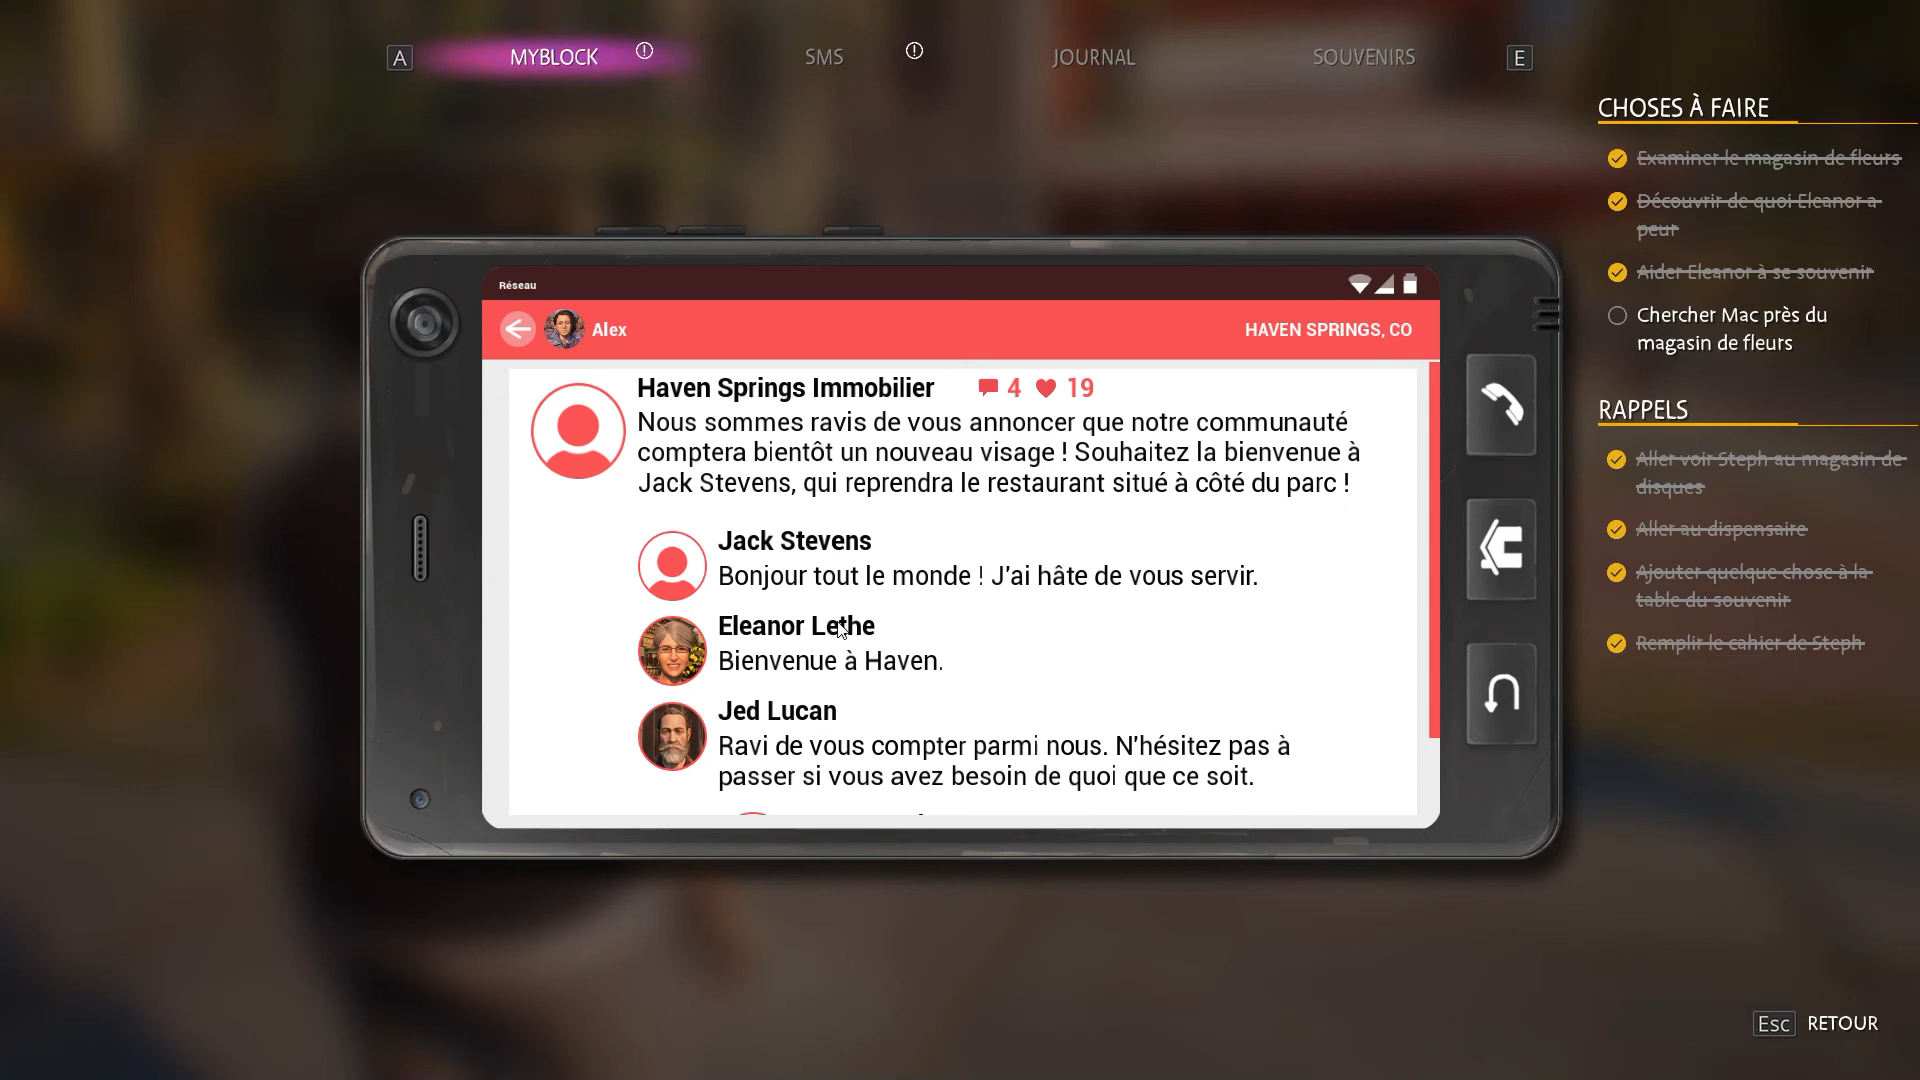 A
MYBLOCK
SMS
JOURNAL
SOUVENIRS
E
CHOSES À FAIRE
Examiner le magasin de fleurs
Découvrir de quoi Eleanor a
peur
Aider Eleanor à se souvenir
Chercher Mac près du
magasin de fleurs
RAPPELS
Aller voir Steph au magasin de
disques
Aller au dispensaire
Ajouter quelque chose à la
table du souvenir
Remplir le cahier de Steph
Réseau
Alex
HAVEN SPRINGS, CO
Haven Springs Immobilier 4 19
Nous sommes ravis de vous annoncer que notre communauté
comptera bientôt un nouveau visage ! Souhaitez la bienvenue à
Jack Stevens, qui reprendra le restaurant situé à côté du parc !
Jack Stevens
Bonjour tout le monde ! J'ai hâte de vous servir.
Eleanor Lethe
Bienvenue à Haven.
Jed Lucan
Ravi de vous compter parmi nous. N'hésitez pas à
passer si vous avez besoin de quoi que ce soit.
Esc RETOUR